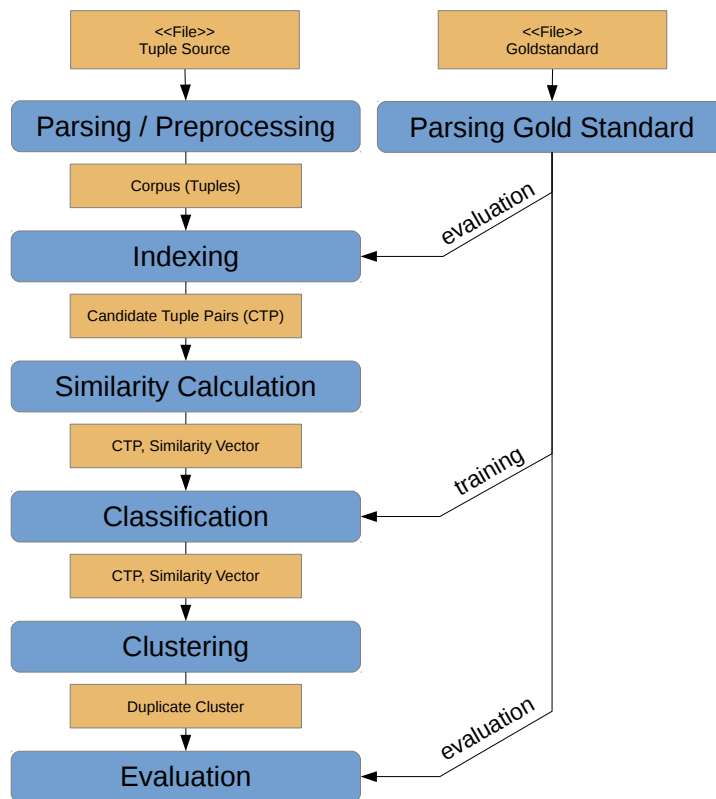 <<File>>
Tuple Source
<<File>>
Goldstandard
Parsing / Preprocessing
Parsing Gold Standard
Corpus (Tuples)
evaluation
Indexing
Candidate Tuple Pairs (CTP)
Similarity Calculation
CTP, Similarity Vector
training
Classification
CTP, Similarity Vector
Clustering
Duplicate Cluster
evaluation
Evaluation